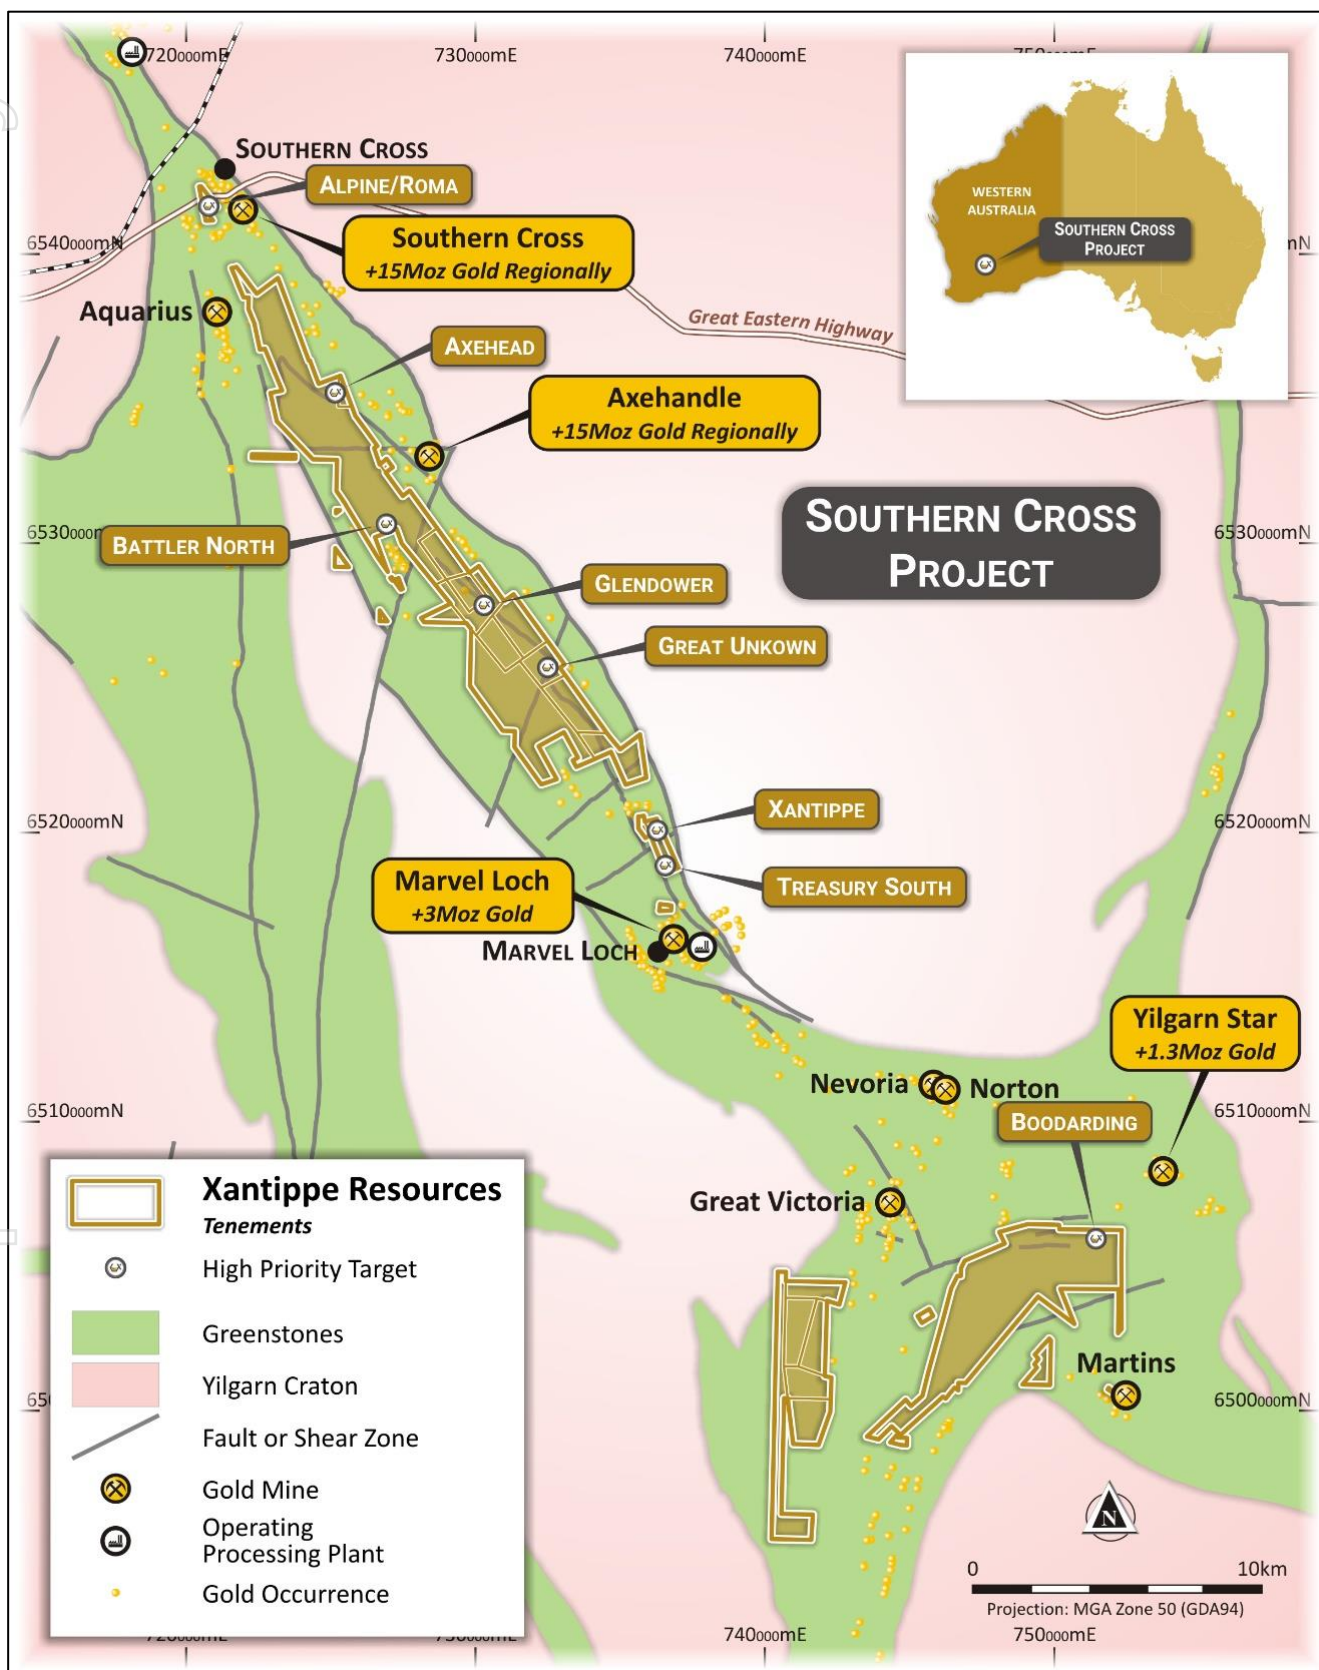 720000mE
730000mE
740000mE
SOUTHERN CROSS
ALPINE/ROMA
Southern Cross
+15Moz Gold Regionally
6540000mN
mN
Aquarius
Great Eastern Highway
WESTERN
AUSTRALIA
SOUTHERN CROSS
PROJECT
AXEHEAD
Axehandle
+15Moz Gold Regionally
SOUTHERN CROSS
PROJECT
6530000m
6530000mN
BATTLER NORTH
GLENDOWER
GREAT UNKOWN
XANTIPPE
6520000mN
6520000mN
TREASURY SOUTH
Marvel Loch
+3Moz Gold
MARVEL LOCH
Yilgarn Star
+1.3Moz Gold
Nevoria
Norton
6510000mN
6510000mN
BOODARDING
Great Victoria
Martins
6500000mN
Xantippe Resources
Tenements
High Priority Target
Greenstones
Yilgarn Craton
Fault or Shear Zone
Gold Mine
Operating
Processing Plant
Gold Occurrence
N
0 10km
Projection: MGA Zone 50 (GDA94)
740000mE
750000mE